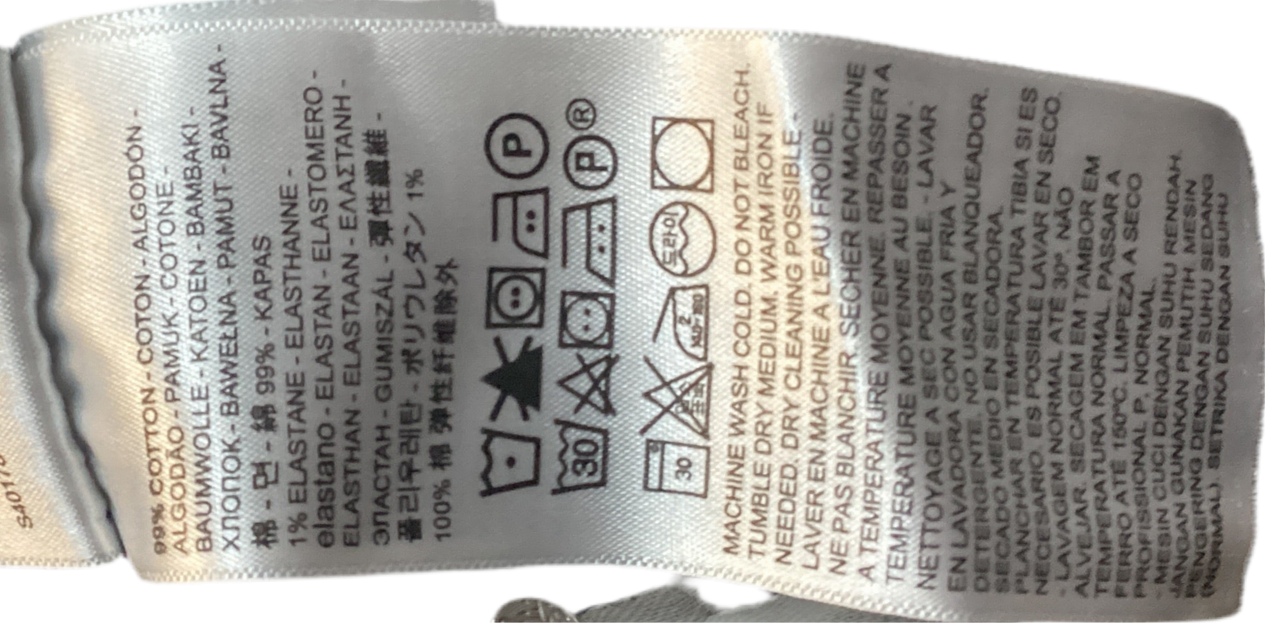 S4017
99% COTTON - COTON - ALGODÓN -
ALGODÃO - PAMUK - COTONE -
BAUMWOLLE - KATOEN - BAMBAKI -
ХЛОПОК - BAWEŁNA - PAMUT - BAVLNA -
棉 - 면 - 綿 99% - KAPAS
1% ELASTANE - ELASTHANNE -
elastano - ELASTAN - ELASTOMERO -
ELASTHAN - ELASTAAN - ΕΛΑΣΤΑΝΗ -
ЭЛАСТАН - GUMISZAL - 彈性纖維 -
폴리우레탄 - ポリウレタン 1%
100% 棉 弹性纤维除外
P
30 P ®
30 2 드라이
MACHINE WASH COLD. DO NOT BLEACH.
TUMBLE DRY MEDIUM. WARM IRON IF
NEEDED. DRY CLEANING POSSIBLE
LAVER EN MACHINE A L'EAU FROIDE.
NE PAS BLANCHIR. SECHER EN MACHINE
A TEMPERATURE MOYENNE. REPASSER A
TEMPERATURE MOYENNE AU BESOIN.
NETTOYAGE A SEC POSSIBLE. - LAVAR
EN LAVADORA CON AGUA FRIA Y
DETERGENTE. NO USAR BLANQUEADOR.
SECADO MEDIO EN SECADORA.
PLANCHAR EN TEMPERATURA TIBIA SI ES
NECESARIO. ES POSIBLE LAVAR EN SECO.
- LAVAGEM NORMAL ATÉ 30º NÃO
ALVEJAR. SECAGEM EM TAMBOR EM
TEMPERATURA NORMAL. PASSAR A
FERRO ATÉ 150ºC. LIMPEZA A SECO
PROFISSIONAL P, NORMAL.
- MESIN CUCI DENGAN SUHU RENDAH.
JANGAN GUNAKAN PEMUTIH. MESIN
PENGERING DENGAN SUHU SEDANG
(NORMAL). SETRIKA DENGAN SUHU